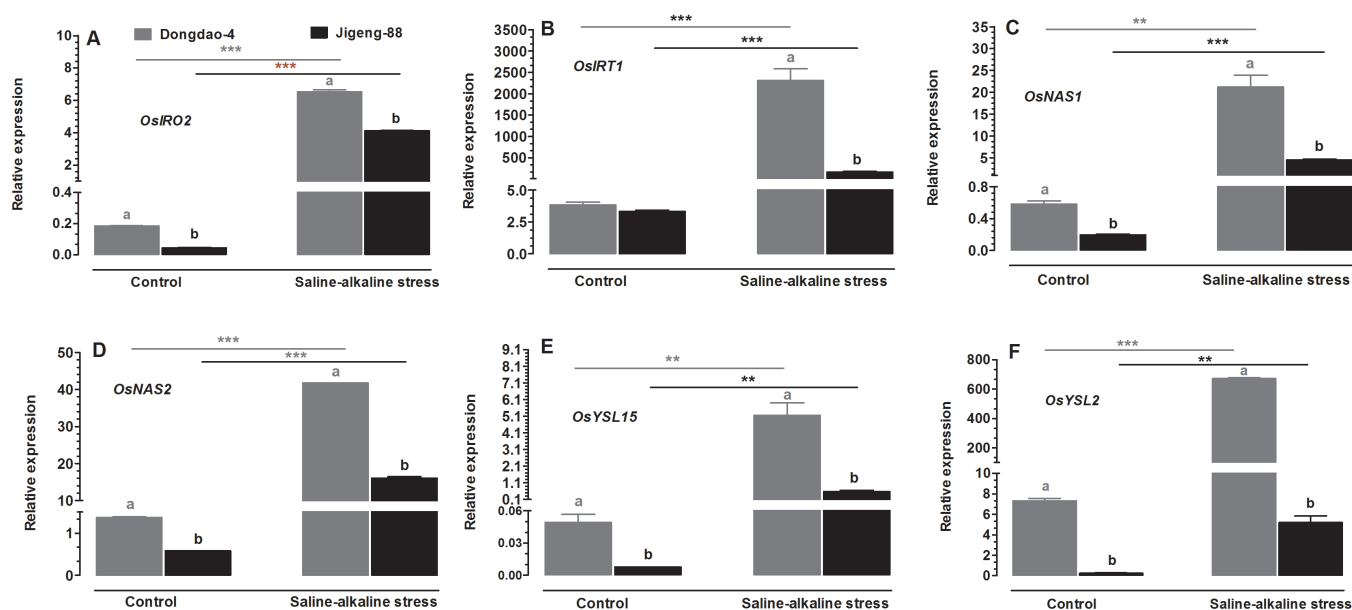 A
Dongdao-4
Jigeng-88
***
***
Relative expression
10
8
6
4
2
0.4
0.2
0.0
OsIRO2
a
b
a
b
Control
Saline-alkaline stress
B
***
***
Relative expression
3500
3000
2500
2000
1500
1000
500
5.0
2.5
0.0
OsIRT1
a
b
Control
Saline-alkaline stress
C
**
***
Relative expression
35
30
25
20
15
10
5
0.8
0.4
0.0
OsNAS1
a
b
a
b
Control
Saline-alkaline stress
D
***
***
Relative expression
50
40
30
20
10
1
0
OsNAS2
a
b
a
b
Control
Saline-alkaline stress
E
**
**
Relative expression
9.1
8.1
7.1
6.1
5.1
4.1
3.1
2.1
1.1
0.1
0.06
0.03
0.00
OsYSL15
a
b
a
b
Control
Saline-alkaline stress
F
***
**
Relative expression
800
600
400
200
10
8
6
4
2
0
OsYSL2
a
b
a
b
Control
Saline-alkaline stress